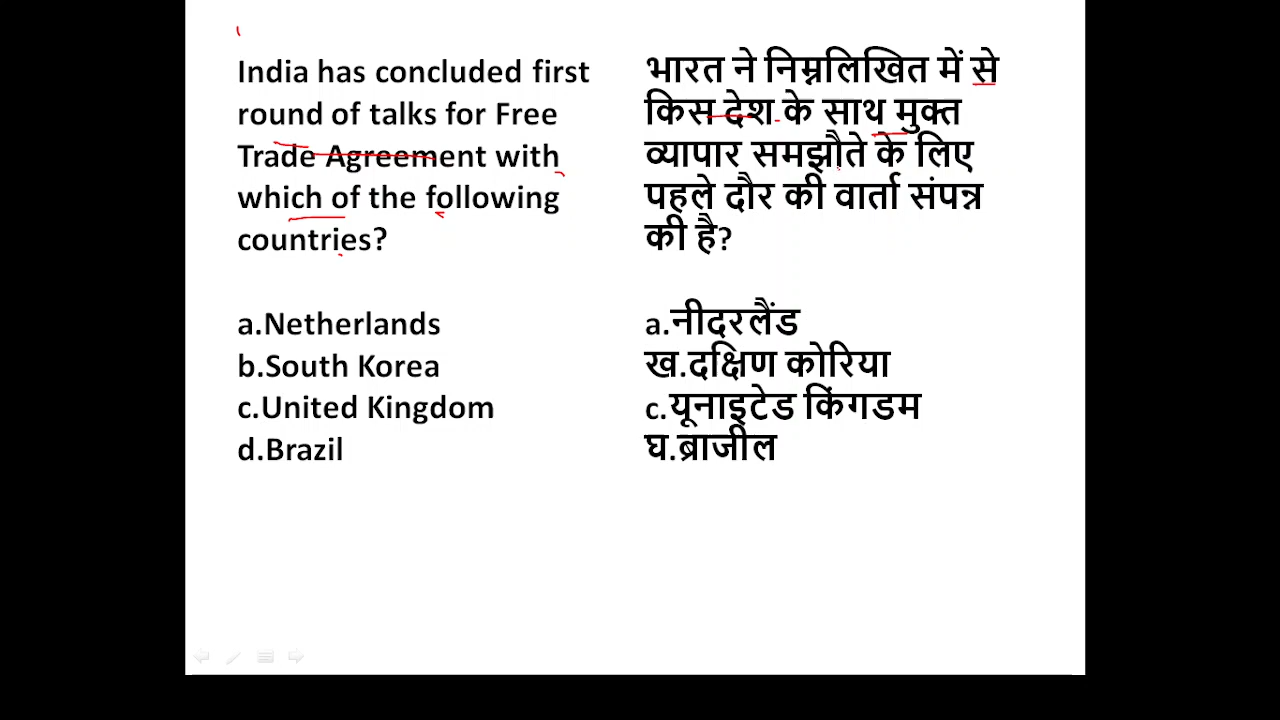 India has concluded first
round of talks for Free
Trade Agreement with
which of the following
countries?
a.Netherlands
b.South Korea
c.United Kingdom
d.Brazil
भारत ने निम्नलिखित में से
किस देश के साथ मुक्त
व्यापार समझौते के लिए
पहले दौर की वार्ता संपन्न
की है?
a.नीदरलैंड
ख.दक्षिण कोरिया
c.यूनाइटेड किंगडम
घ.ब्राजील